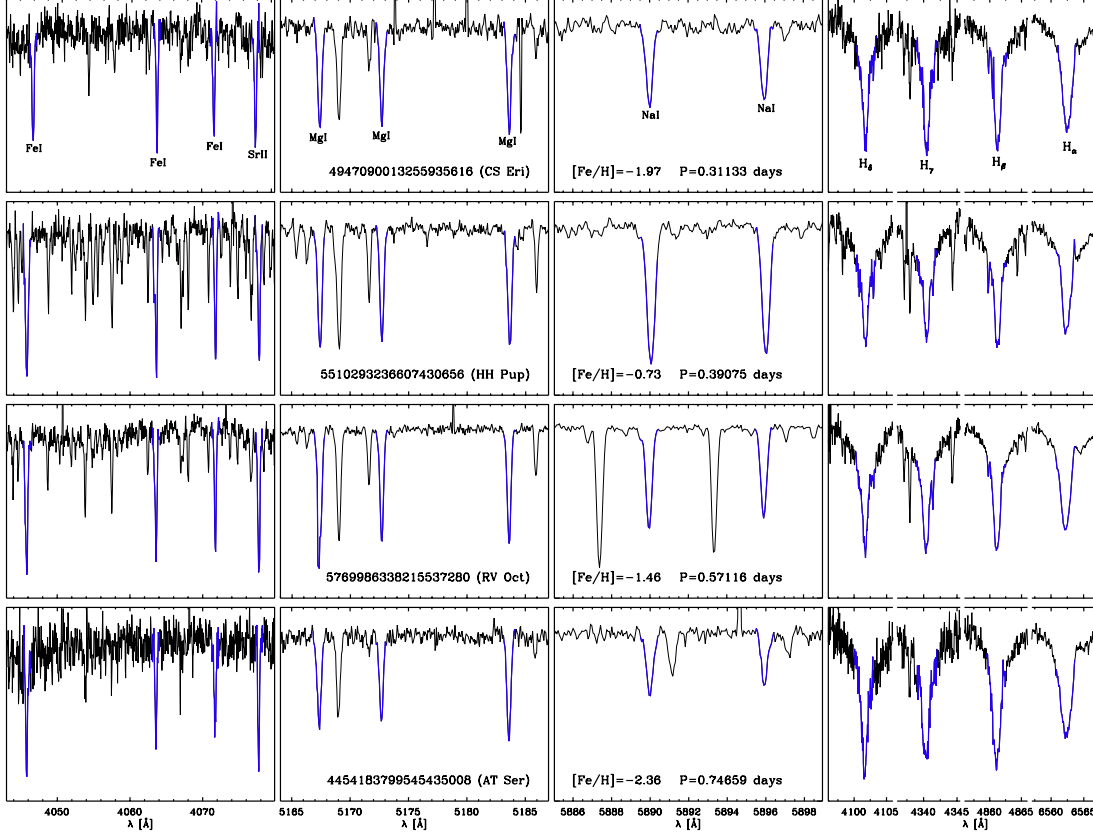 FeI FeI FeI SrII MgI MgI MgI NaI NaI Hδ Hγ Hβ Hα
4947090013255935616 (CS Eri) [Fe/H]=−1.97 P=0.31133 days
5510293236607430656 (HH Pup) [Fe/H]=−0.73 P=0.39075 days
5769986338215537280 (RV Oct) [Fe/H]=−1.46 P=0.57116 days
4454183799545435008 (AT Ser) [Fe/H]=−2.36 P=0.74659 days
4050 4060 4070 5165 5170 5175 5180 5185 5886 5888 5890 5892 5894 5896 5898 4100 4105 4340 4345 4860 4865 6560 6565
λ [Å] λ [Å] λ [Å] λ [Å]